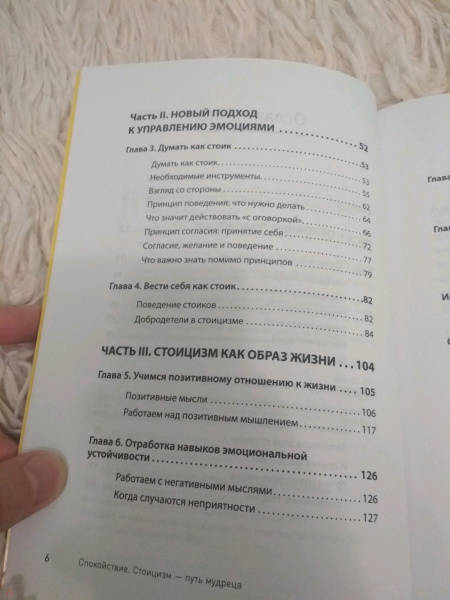 Часть II. НОВЫЙ ПОДХОД
К УПРАВЛЕНИЮ ЭМОЦИЯМИ 52
Глава 3. Думать как стоик 53
Думать как стоик 53
Необходимые инструменты 55
Взгляд со стороны 62
Принцип поведения: что нужно делать 64
Что значит действовать «с оговоркой» 66
Принцип согласия: принятие себя 72
Согласие, желание и поведение 77
Что важно знать помимо принципов 79
Глава 4. Вести себя как стоик 82
Поведение стоиков 82
Добродетели в стоицизме 84
ЧАСТЬ III. СТОИЦИЗМ КАК ОБРАЗ ЖИЗНИ ... 104
Глава 5. Учимся позитивному отношению к жизни 105
Позитивные мысли 106
Работаем над позитивным мышлением 117
Глава 6. Отработка навыков эмоциональной
устойчивости 126
Работаем с негативными мыслями 126
Когда случаются неприятности 127
6 Спокойствие. Стоицизм — путь мудреца